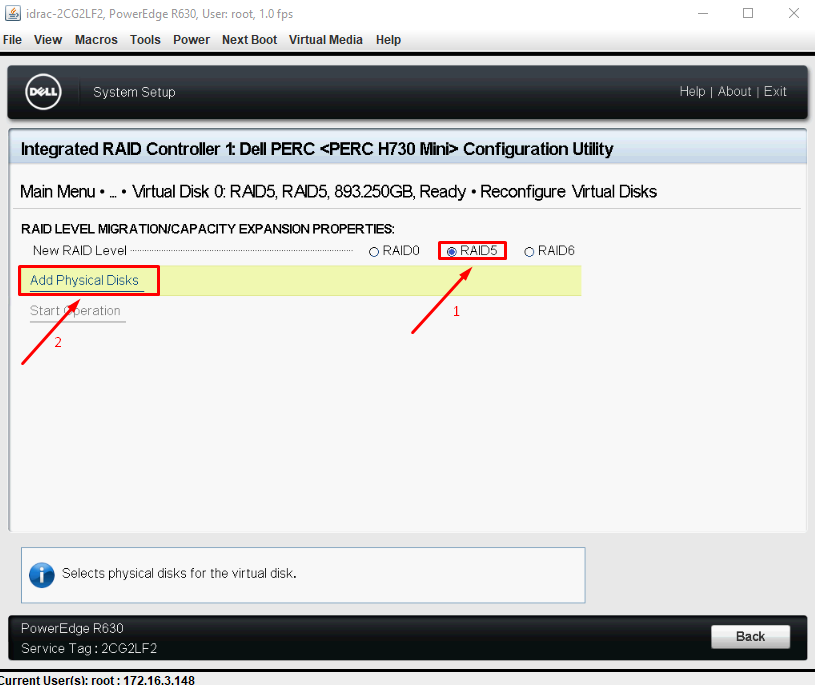 idrac-2CG2LF2, PowerEdge R630, User: root, 1.0 fps
File View Macros Tools Power Next Boot Virtual Media Help
DELL System Setup Help | About | Exit
Integrated RAID Controller 1: Dell PERC <PERC H730 Mini> Configuration Utility
Main Menu • ... • Virtual Disk 0: RAID5, RAID5, 893.250GB, Ready • Reconfigure Virtual Disks
RAID LEVEL MIGRATION/CAPACITY EXPANSION PROPERTIES:
New RAID Level RAID0 RAID5 RAID6
Add Physical Disks
Start Operation
1
2
Selects physical disks for the virtual disk.
PowerEdge R630
Service Tag : 2CG2LF2
Back
Current User(s): root : 172.16.3.148